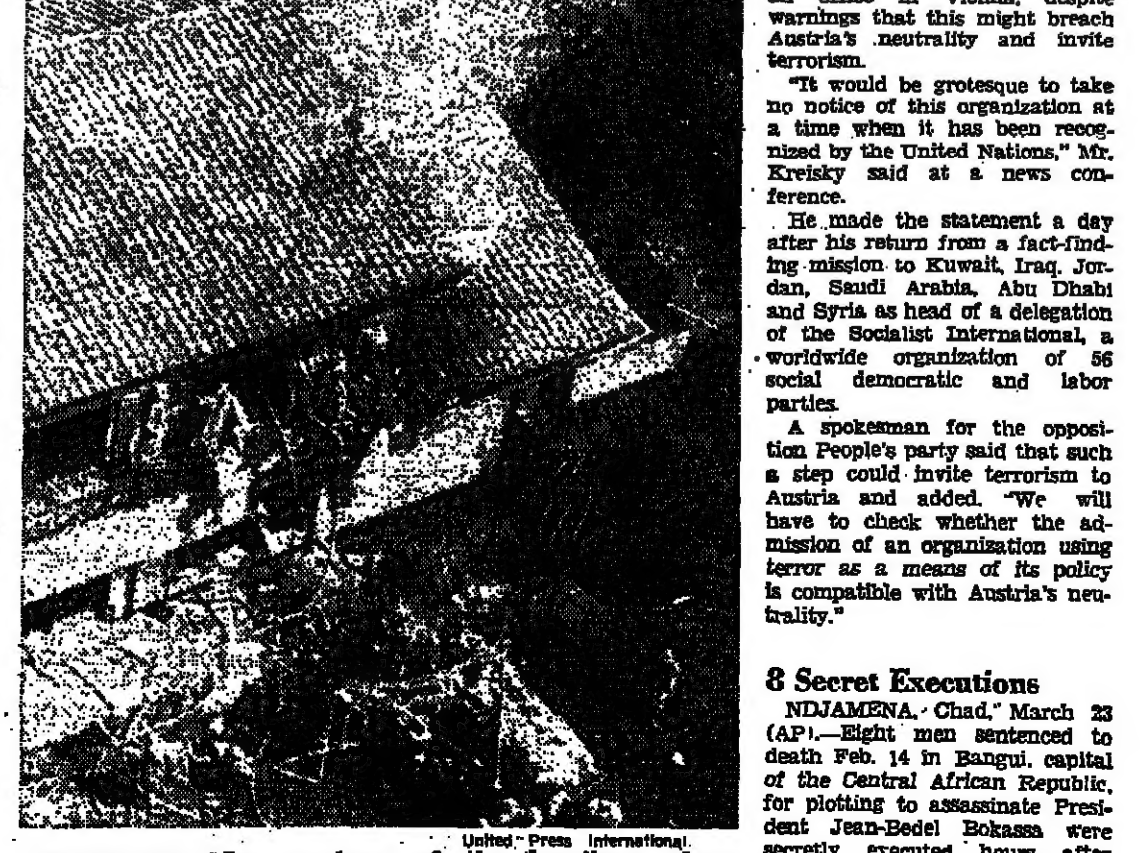 warnings that this might breach
Austria's neutrality and invite
terrorism.
"It would be grotesque to take
no notice of this organization at
a time when it has been recog-
nized by the United Nations," Mr.
Kreisky said at a news con-
ference.
He made the statement a day
after his return from a fact-find-
ing mission to Kuwait, Iraq. Jor-
dan, Saudi Arabia, Abu Dhabi
and Syria as head of a delegation
of the Socialist International, a
worldwide organization of 56
social democratic and labor
parties.
A spokesman for the opposi-
tion People's party said that such
a step could invite terrorism to
Austria and added. "We will
have to check whether the ad-
mission of an organization using
terror as a means of its policy
is compatible with Austria's neu-
trality."
8 Secret Executions
NDJAMENA, Chad," March 23
(AP).—Eight men sentenced to
death Feb. 14 in Bangui. capital
of the Central African Republic,
for plotting to assassinate Presi-
dent Jean-Bedel Bokassa were
secretly executed hours after
United Press International.